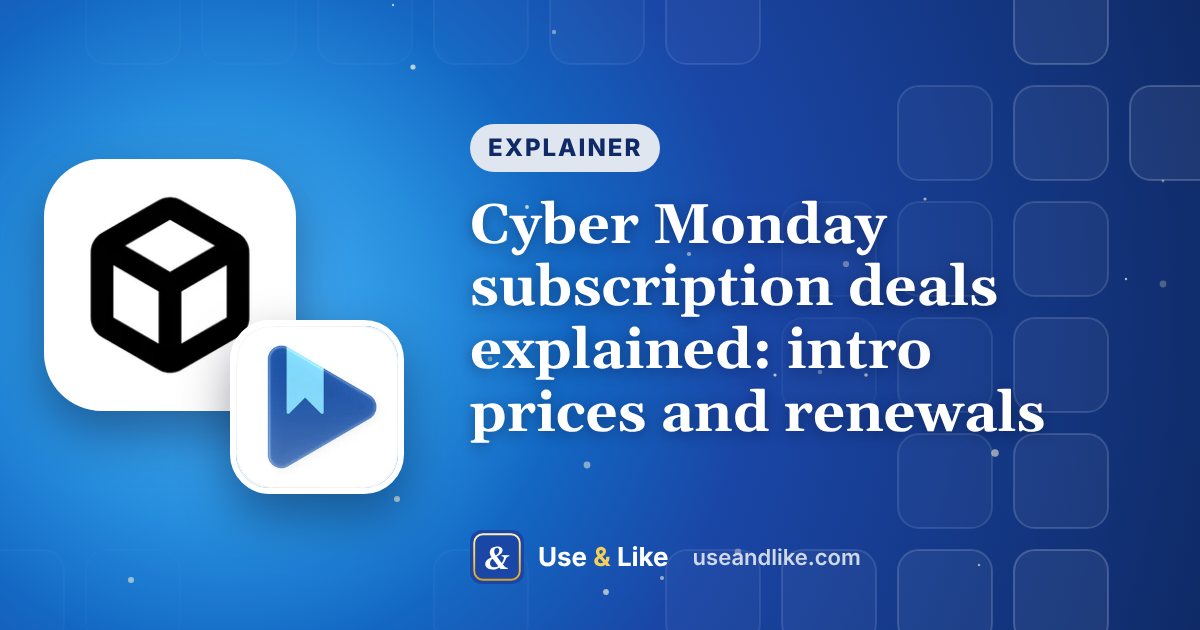 EXPLAINER
Cyber Monday
subscription deals
explained: intro
prices and renewals
& Use & Like useandlike.com